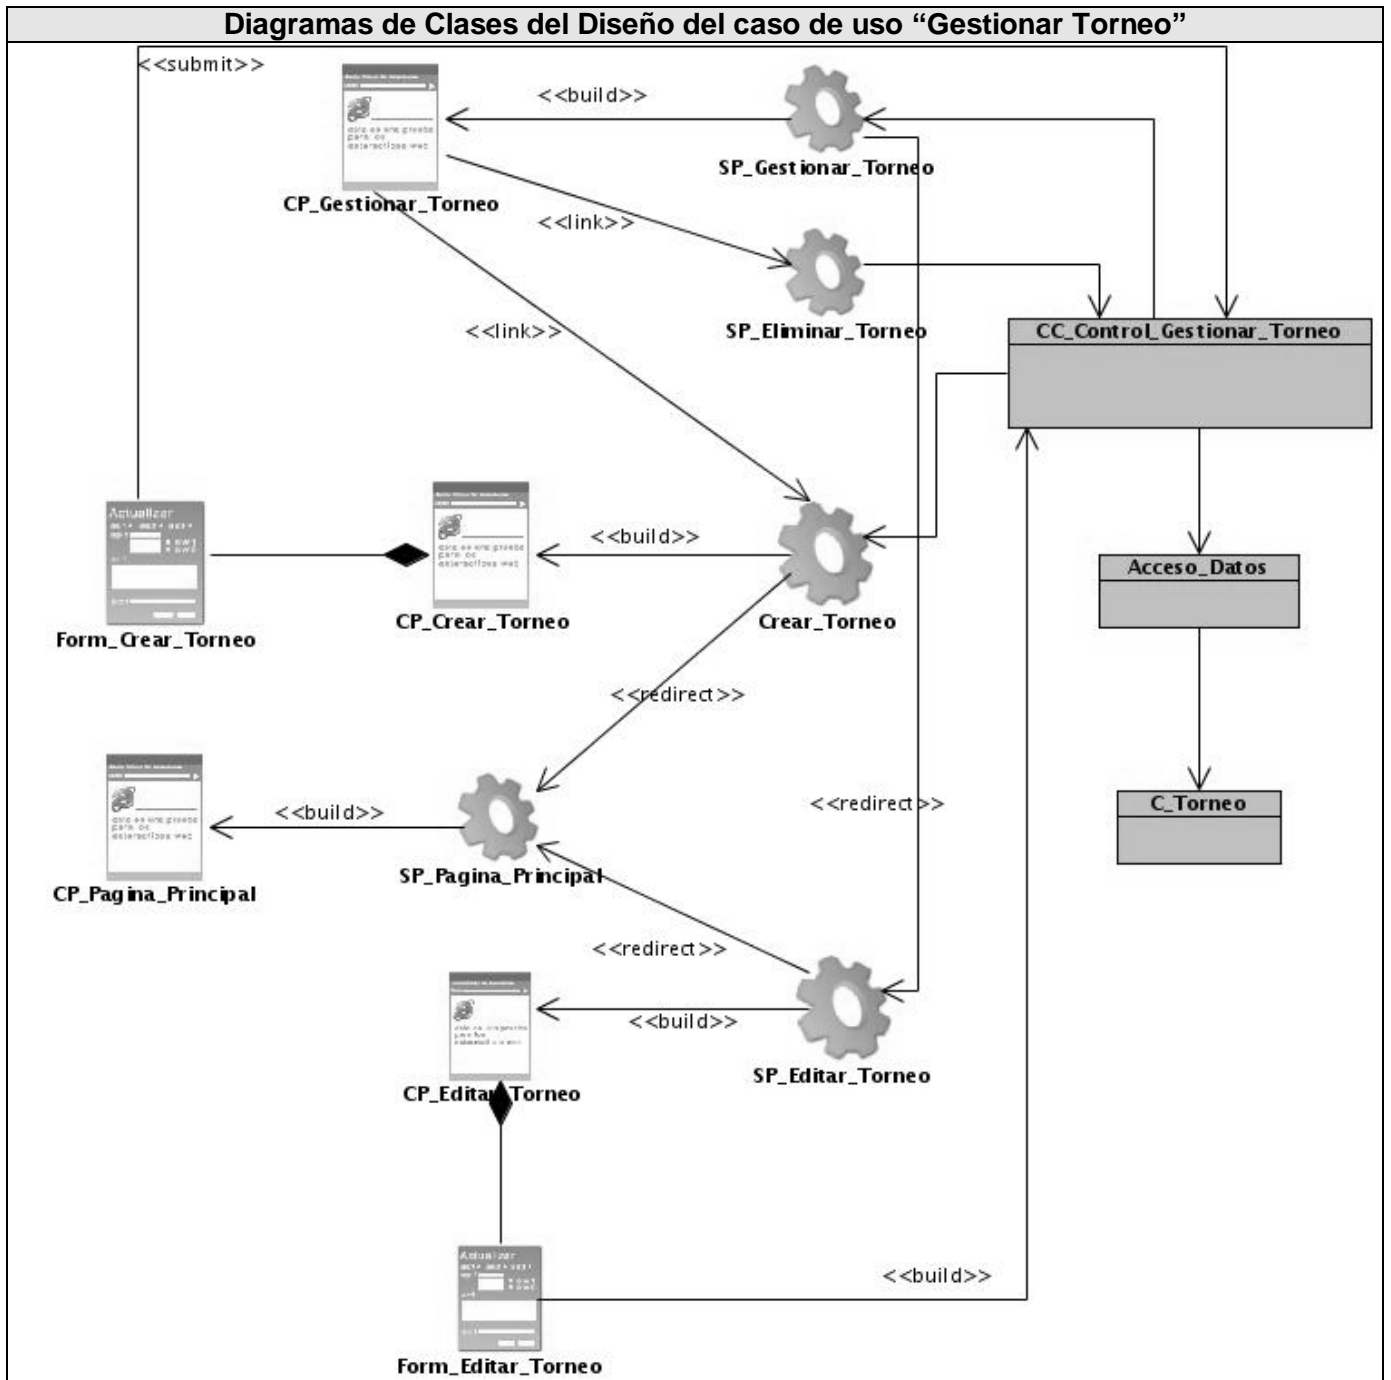 Diagramas de Clases del Diseño del caso de uso “Gestionar Torneo”
<<submit>>
<<build>>
SP_Gestionar_Torneo
CP_Gestionar_Torneo
<<link>>
<<link>>
SP_Eliminar_Torneo
CC_Control_Gestionar_Torneo
Actualizar
<<build>>
Acceso_Datos
CP_Crear_Torneo
Crear_Torneo
Form_Crear_Torneo
<<redirect>>
<<build>>
<<redirect>>
C_Torneo
SP_Pagina_Principal
CP_Pagina_Principal
<<redirect>>
<<build>>
SP_Editar_Torneo
CP_Editar_Torneo
Actualizar
<<build>>
Form_Editar_Torneo